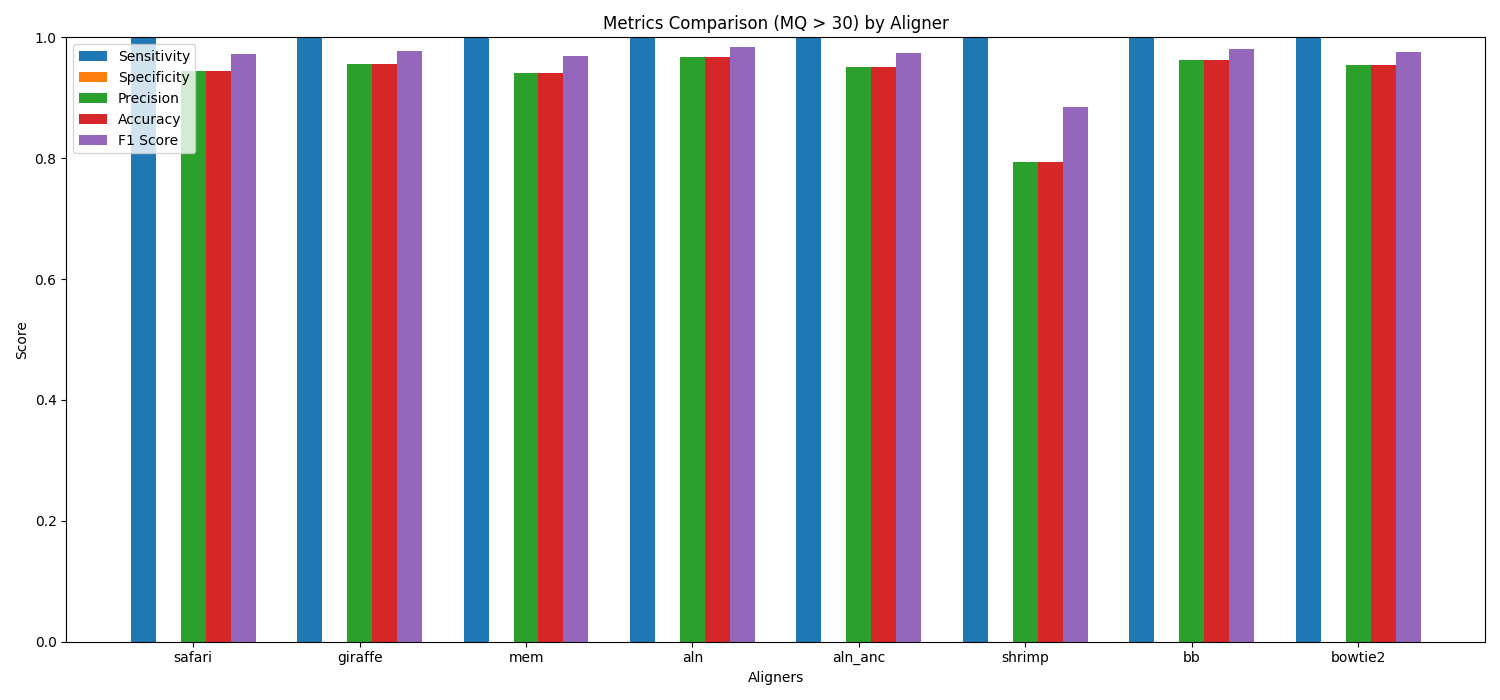 Metrics Comparison (MQ > 30) by Aligner
1.0
0.8
0.6
0.4
0.2
0.0
Score
Sensitivity
Specificity
Precision
Accuracy
F1 Score
safari
giraffe
mem
aln
aln_anc
shrimp
bb
bowtie2
Aligners